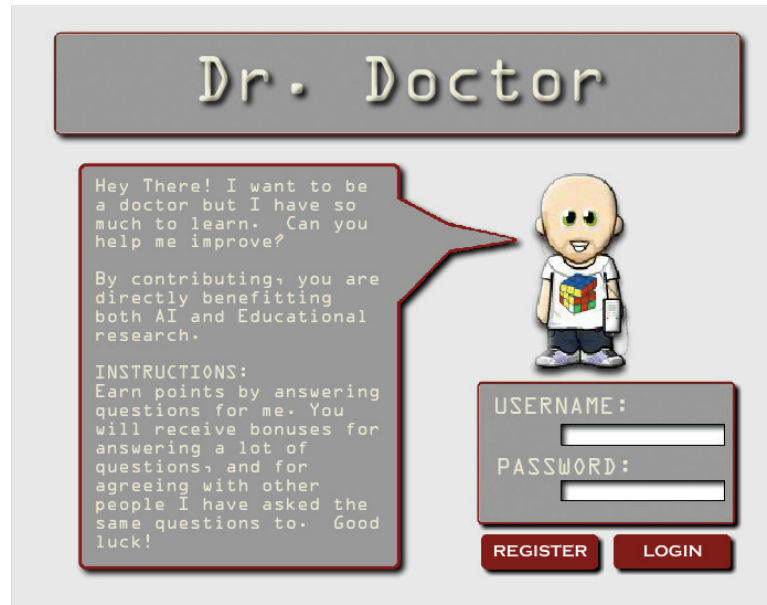 Dr. Doctor
Hey There! I want to be
a doctor but I have so
much to learn. Can you
help me improve?
By contributing, you are
directly benefitting
both AI and Educational
research.
INSTRUCTIONS:
Earn points by answering
questions for me. You
will receive bonuses for
answering a lot of
questions, and for
agreeing with other
people I have asked the
same questions to. Good
luck!
USERNAME:
PASSWORD:
REGISTER LOGIN